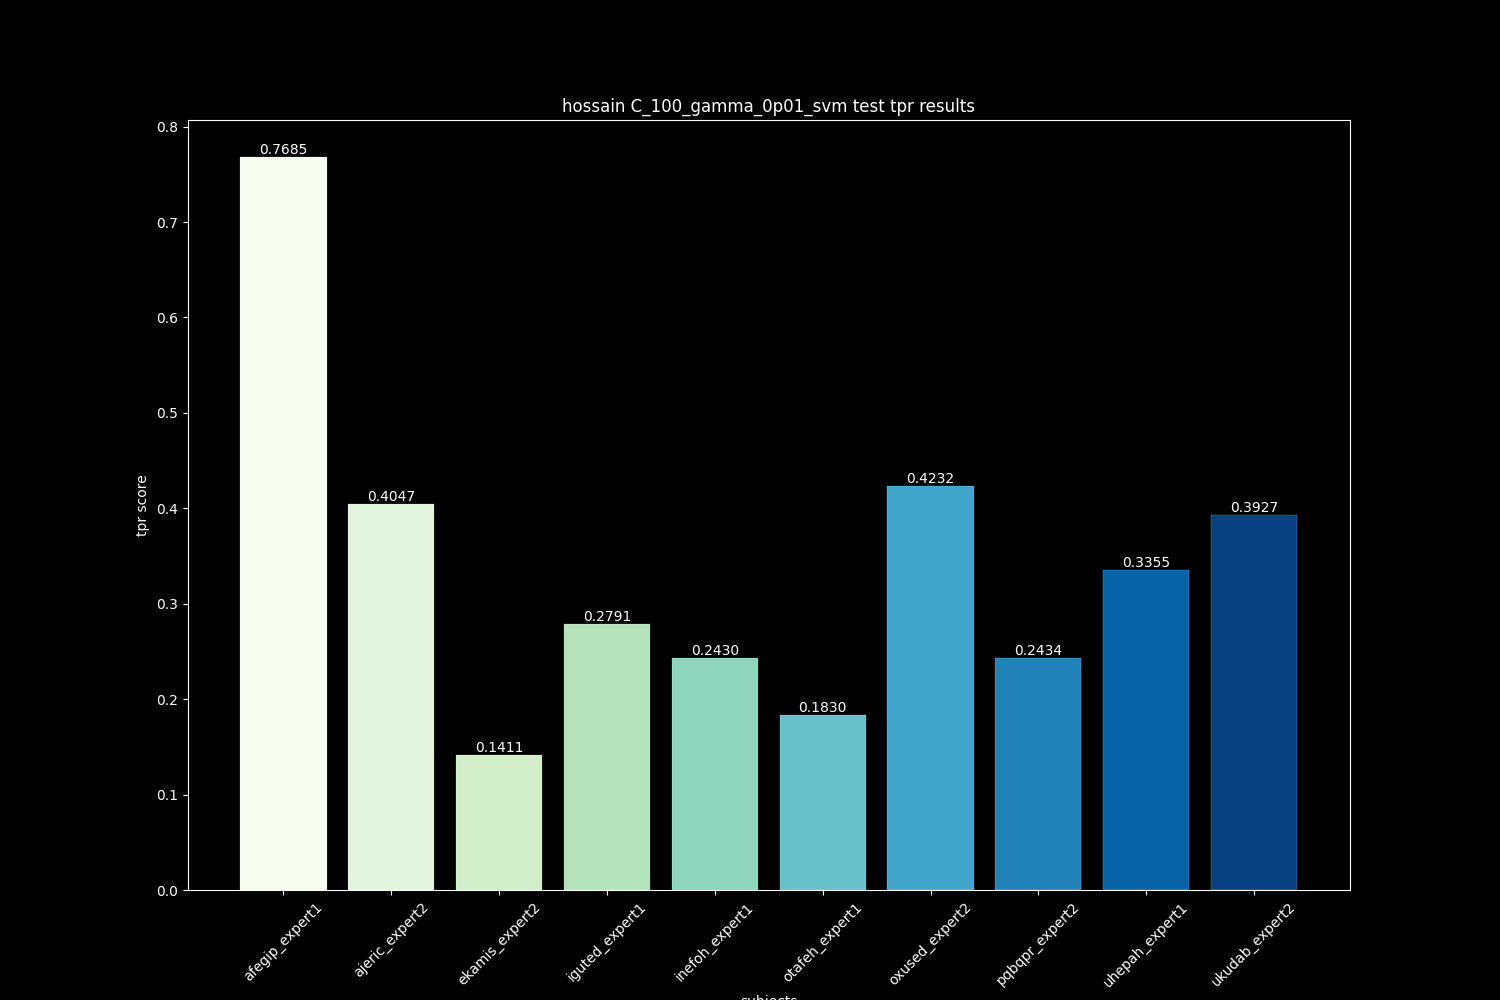 hossain C_100_gamma_0p01_svm test tpr results
0.8
0.7
0.6
0.5
0.4
0.3
0.2
0.1
0.0
tpr score
0.7685
0.4047
0.1411
0.2791
0.2430
0.1830
0.4232
0.2434
0.3355
0.3927
afegip_expert1
ajeric_expert2
ekamis_expert2
iguted_expert1
inefoh_expert1
otafeh_expert1
oxused_expert2
pqbqpr_expert2
uhepah_expert1
ukudab_expert2
subjects